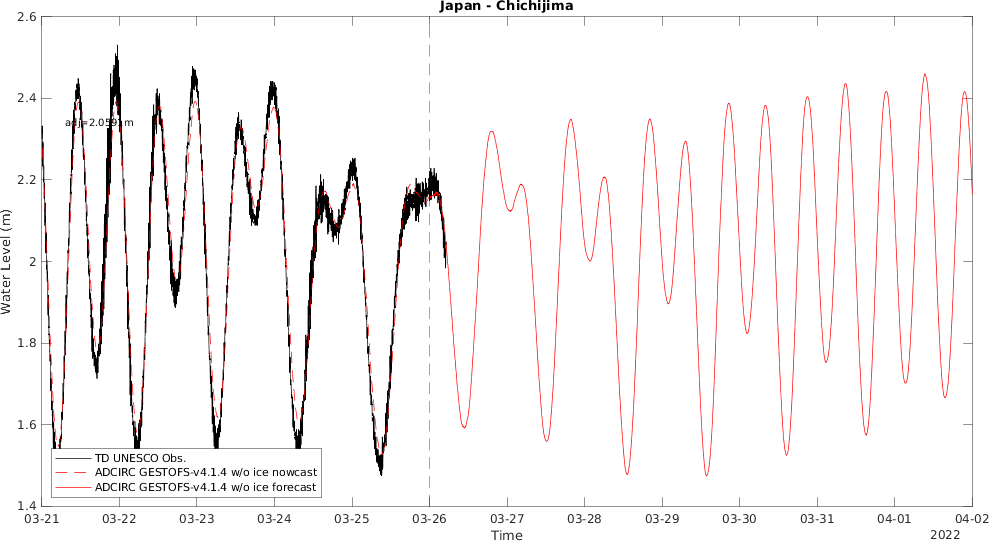 Japan - Chichijima
2.6
2.4
2.2
2
1.8
1.6
1.4
Water Level (m)
adj=2.0591m
TD UNESCO Obs.
ADCIRC GESTOFS-v4.1.4 w/o ice nowcast
ADCIRC GESTOFS-v4.1.4 w/o ice forecast
03-21 03-22 03-23 03-24 03-25 03-26 03-27 03-28 03-29 03-30 03-31 04-01 04-02
Time
2022